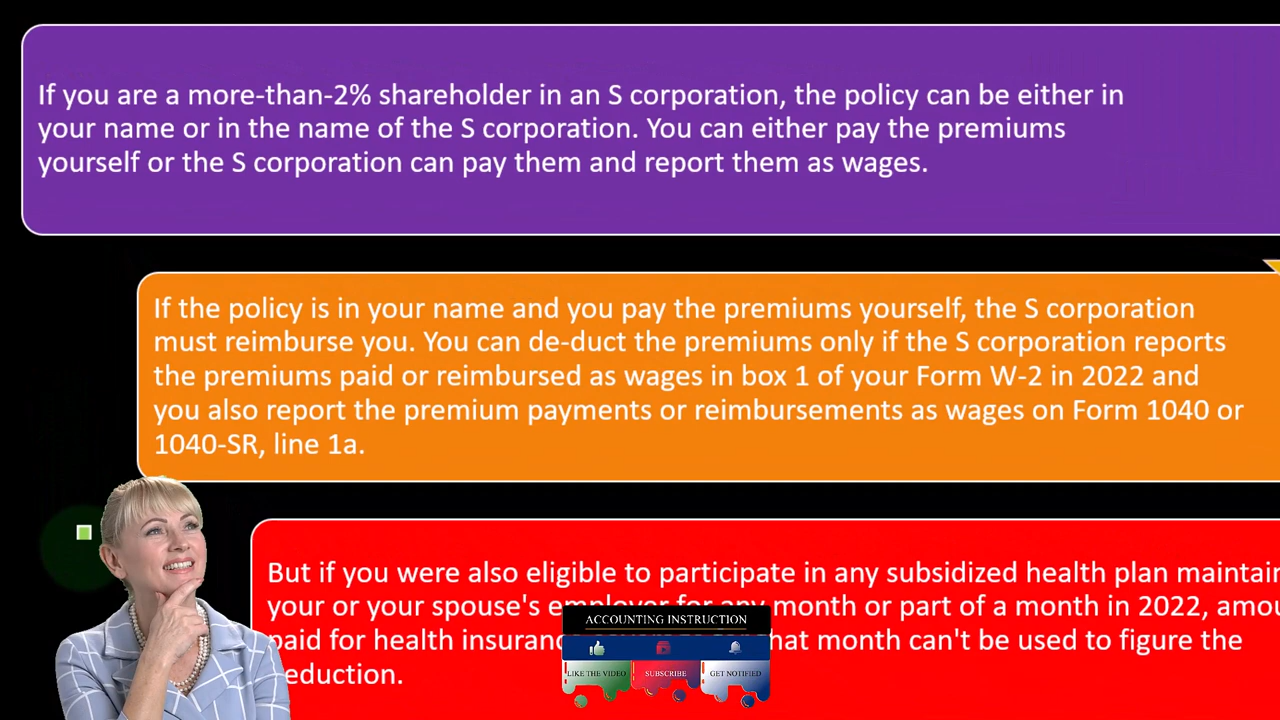 If you are a more-than-2% shareholder in an S corporation, the policy can be either in
your name or in the name of the S corporation. You can either pay the premiums
yourself or the S corporation can pay them and report them as wages.
If the policy is in your name and you pay the premiums yourself, the S corporation
must reimburse you. You can de-duct the premiums only if the S corporation reports
the premiums paid or reimbursed as wages in box 1 of your Form W-2 in 2022 and
you also report the premium payments or reimbursements as wages on Form 1040 or
1040-SR, line 1a.
But if you were also eligible to participate in any subsidized health plan maintain
your or your spouse's employer for any month or part of a month in 2022, amou
paid for health insuranc hat month can't be used to figure the
eduction.
ACCOUNTING INSTRUCTION
LIKE THE VIDEO SUBSCRIBE GET NOTIFIED